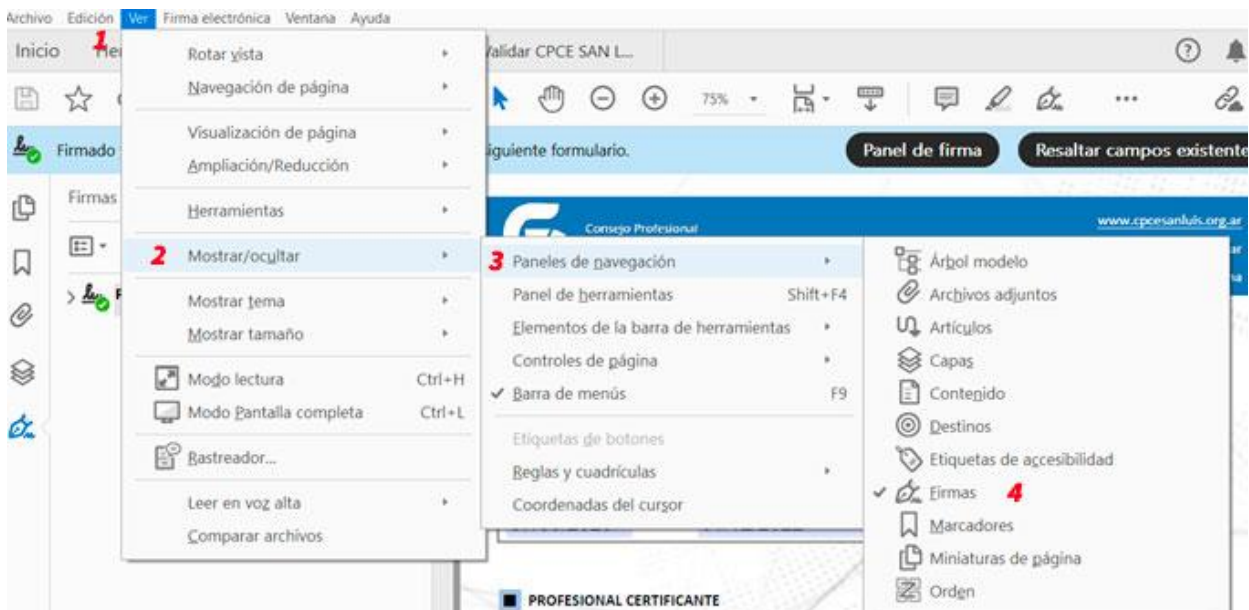 Archivo Edición Ver Firma electrónica Ventana Ayuda
1
Inicio
Validar CPCE SAN L...
75%
Firmado
siguiente formulario.
Panel de firma
Resaltar campos existente
Firmas
Rotar vista
Navegación de página
Visualización de página
Ampliación/Reducción
Herramientas
2 Mostrar/ocultar
Mostrar tema
Mostrar tamaño
Modo lectura Ctrl+H
Modo Pantalla completa Ctrl+L
Rastreador...
Leer en voz alta
Comparar archivos
Consejo Profesional
www.cpcesanluis.org.ar
3 Paneles de navegación
Panel de herramientas Shift+F4
Elementos de la barra de herramientas
Controles de página
Barra de menús F9
Etiquetas de botones
Reglas y cuadrículas
Coordenadas del cursor
Árbol modelo
Archivos adjuntos
Artículos
Capas
Contenido
Destinos
Etiquetas de accesibilidad
Firmas 4
Marcadores
Miniaturas de página
Orden
PROFESIONAL CERTIFICANTE